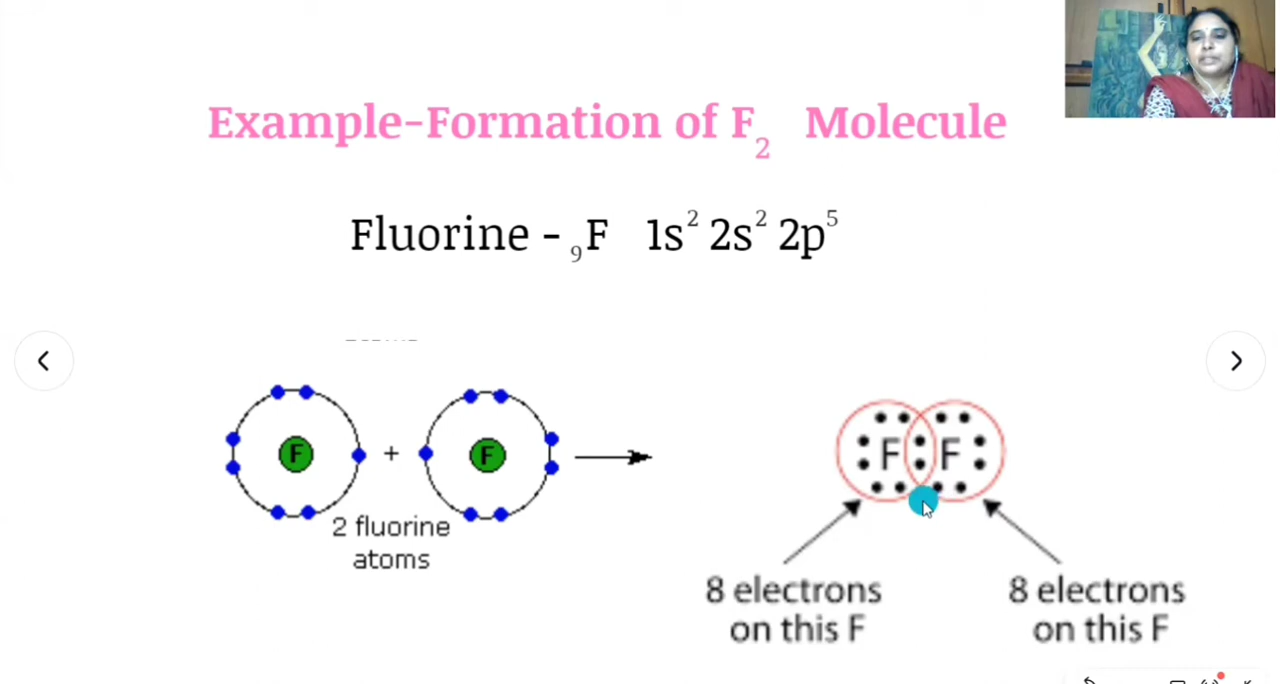 Example-Formation of F₂ Molecule
Fluorine - ₉F 1s² 2s² 2p⁵
F + F
2 fluorine
atoms
F F
8 electrons
on this F
8 electrons
on this F